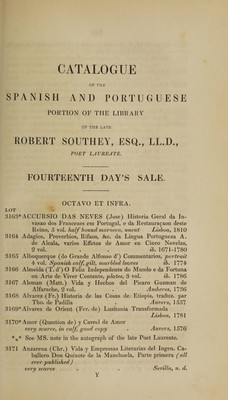 CATALOGUE
OF THE
SPANISH AND PORTUGUESE
PORTION OF THE LIBRARY
OF THE LATE
ROBERT SOUTHEY, ESQ., LL.D.,
POET LAUREATE.
FOURTEENTH DAY'S SALE.
OCTAVO ET INFRA.
LOT
3163*ACCURSIO DAS NEVES (Jose) Historia Geral da In-
vasao dos Francezes em Portugal, e da Restauraçaon deste
Reino, 5 vol. half bound morocco, uncut Lisboa, 1810
3164 Adagios, Proverbios, Rifaos, &c. da Lingua Portugueza A.
de Alcala, varios Effetos de Amor en Cinco Novelas,
2 vol. ib. 1671-1780
3165 Alboquerque (do Grande Alfonso d') Commentarios, portrait
4 vol. Spanish calf, gilt, marbled leaves ib. 1774
3166 Almeida (T. d') O Feliz Independente do Mundo e da Fortuna
on Arte de Viver Contente, plates, 3 vol. ib. 1786
3167 Aleman (Matt.) Vida y Hechos del Picaro Guzman de
Alfarache, 2 vol. Amberes, 1736
3168 Alvarez (Fr.) Historia de las Cosas de Etiopia, traduz. par
Tho. de Padilla Anvers, 1557
3169*Alvares de Orient (Fer. de) Lusitania Transformada
Lisboa, 1781
3170*Amor (Question de) y Carcel de Amor
very scarce, in calf, good copy Anvers, 1576
*⁎* See MS. note in the autograph of the late Poet Laureate.
3171 Anzarena (Chr.) Vida y Empressas Literarias del Ingen. Ca-
ballero Don Quixote de la Manchuela, Parte primera (all
ever published)
very scarce Sevilla, n. d.
Y